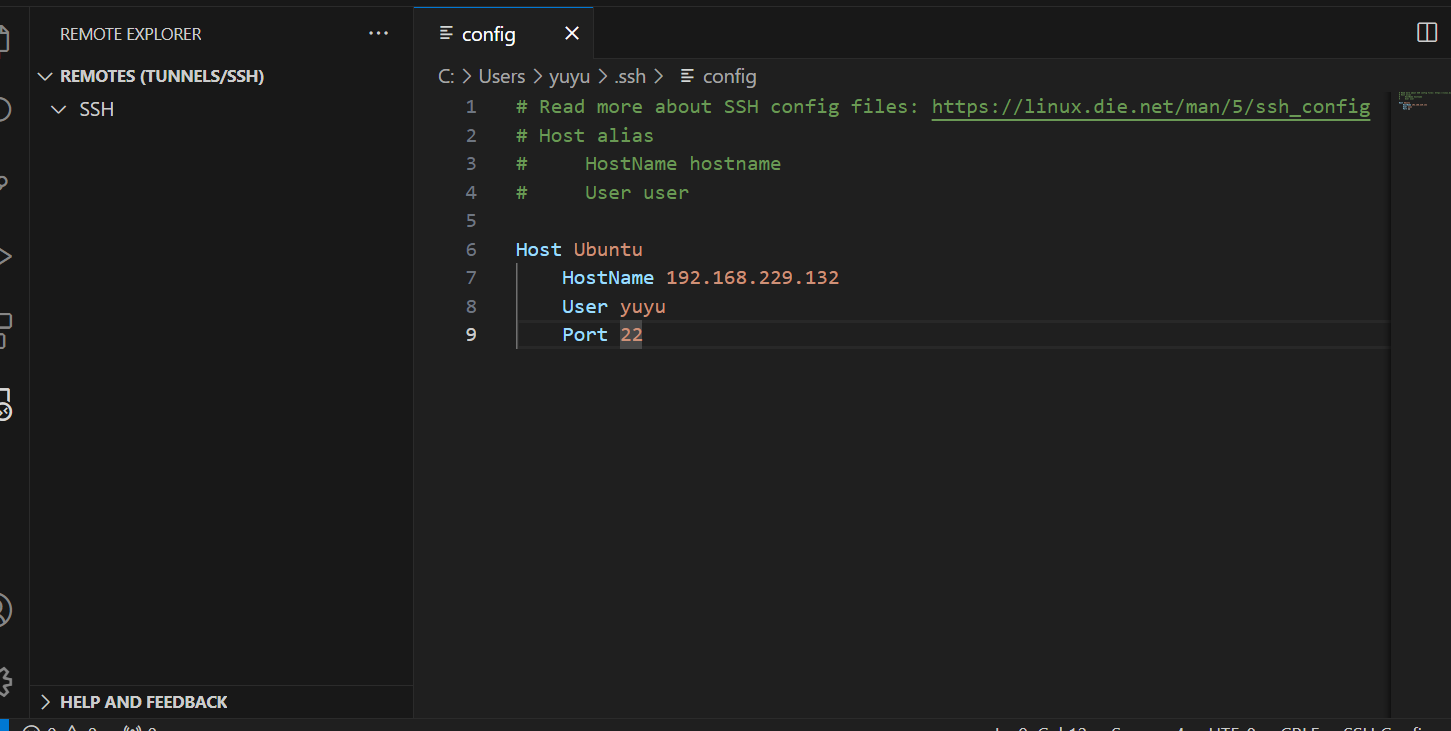 REMOTE EXPLORER
config
REMOTES (TUNNELS/SSH)
C: > Users > yuyu > .ssh > config
SSH
1 # Read more about SSH config files: https://linux.die.net/man/5/ssh_config
2 # Host alias
3 #     HostName hostname
4 #     User user
5
6 Host Ubuntu
7     HostName 192.168.229.132
8     User yuyu
9     Port 22
HELP AND FEEDBACK